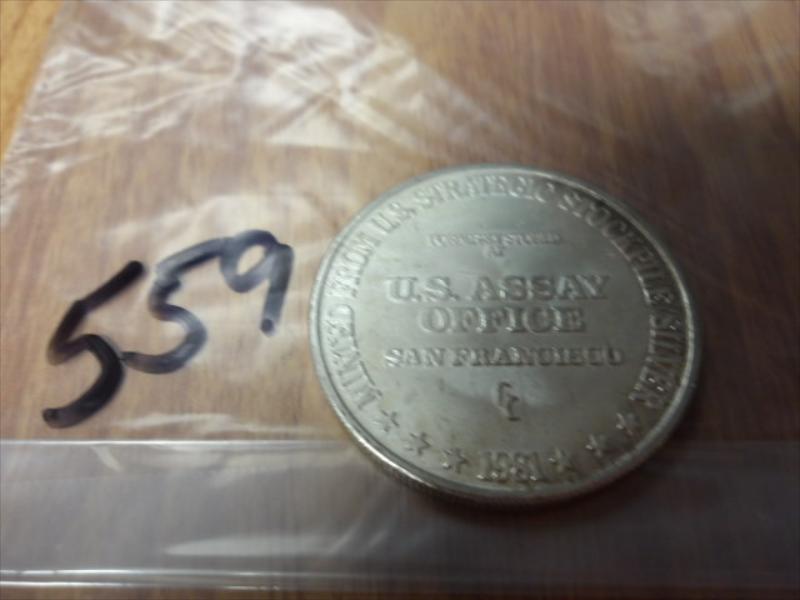 559
MINTED FROM U.S. STRATEGIC STOCKPILE SILVER
U.S. ASSAY
OFFICE
SAN FRANCISCO
1981